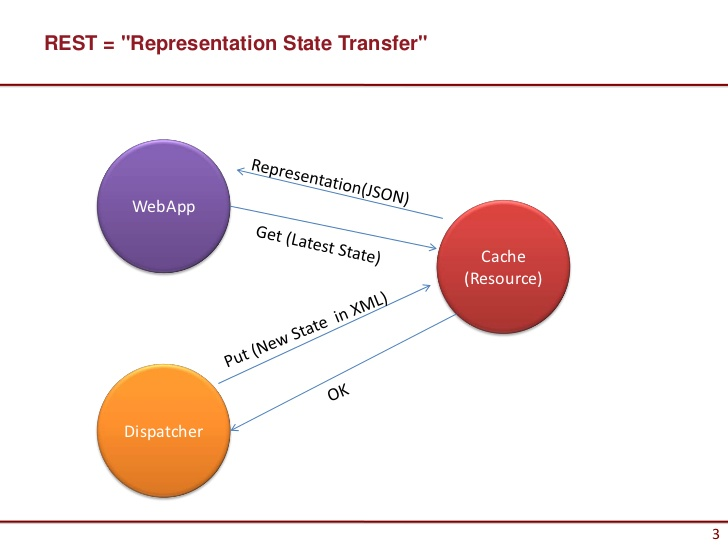 REST = "Representation State Transfer"
Representation(JSON)
WebApp
Get (Latest State)
Cache
(Resource)
Put (New State in XML)
OK
Dispatcher
3